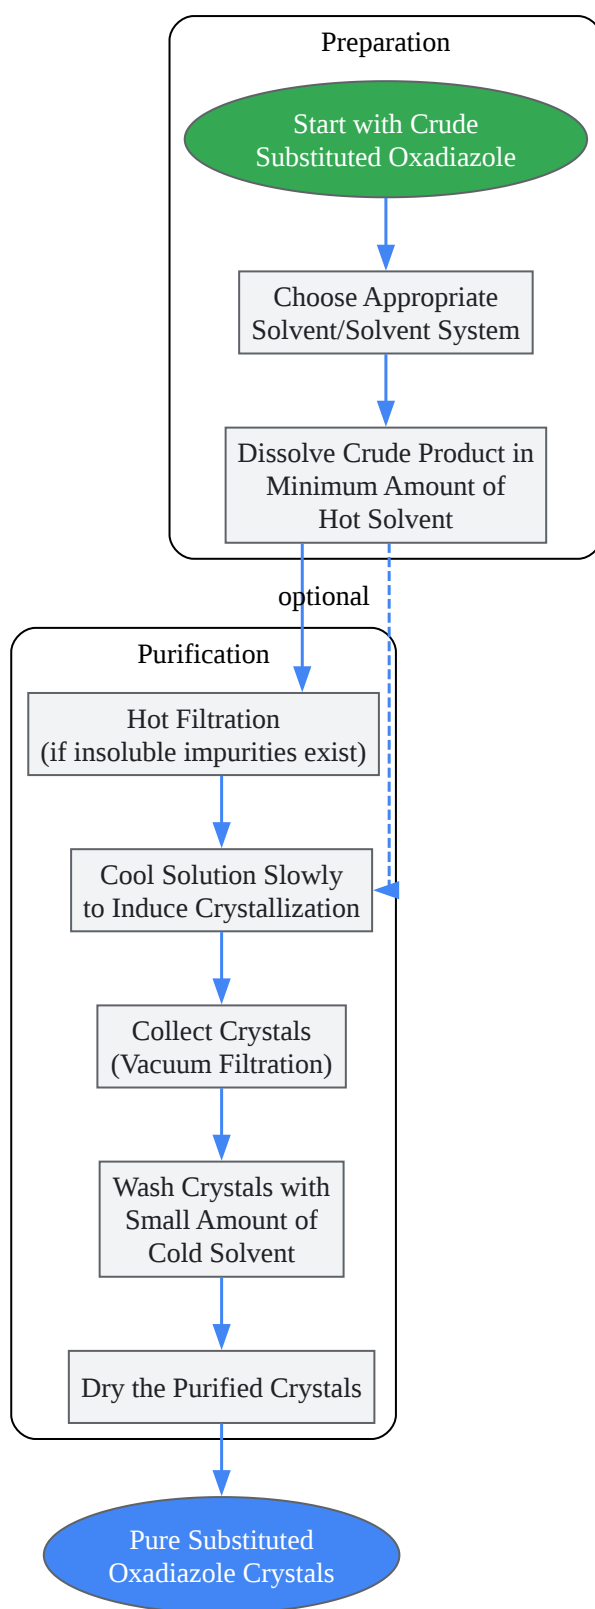 Preparation
Start with Crude
Substituted Oxadiazole
Choose Appropriate
Solvent/Solvent System
Dissolve Crude Product in
Minimum Amount of
Hot Solvent
optional
Purification
Hot Filtration
(if insoluble impurities exist)
Cool Solution Slowly
to Induce Crystallization
Collect Crystals
(Vacuum Filtration)
Wash Crystals with
Small Amount of
Cold Solvent
Dry the Purified Crystals
Pure Substituted
Oxadiazole Crystals